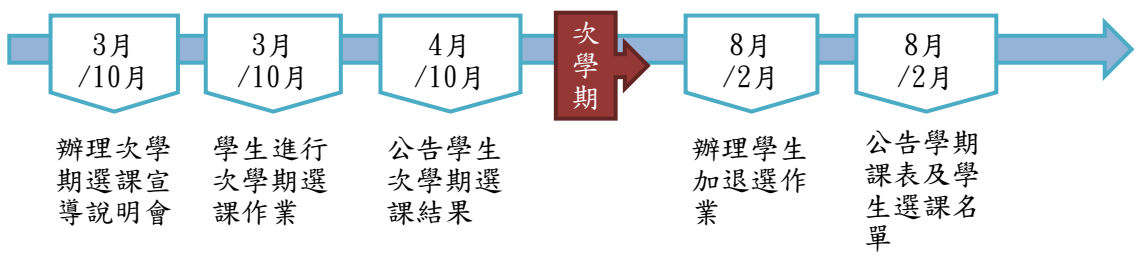 3月
/10月
辦理次學
期選課宣
導說明會
3月
/10月
學生進行
次學期選
課作業
4月
/10月
公告學生
次學期選
課結果
次
學
期
8月
/2月
辦理學生
加退選作
業
8月
/2月
公告學期
課表及學
生選課名
單